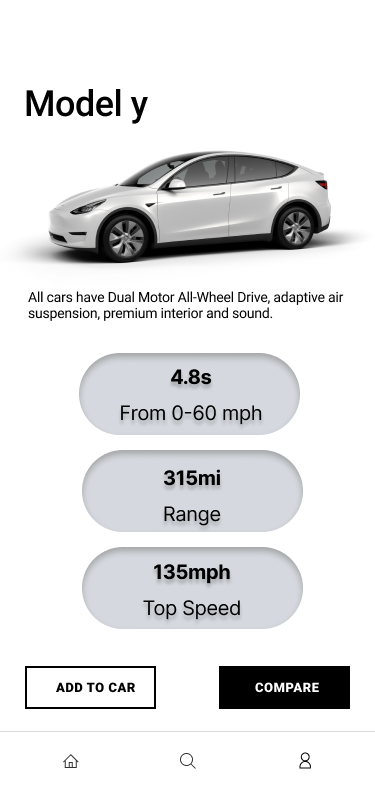 Model y
All cars have Dual Motor All-Wheel Drive, adaptive air
suspension, premium interior and sound.
4.8s
From 0-60 mph
315mi
Range
135mph
Top Speed
ADD TO CAR
COMPARE